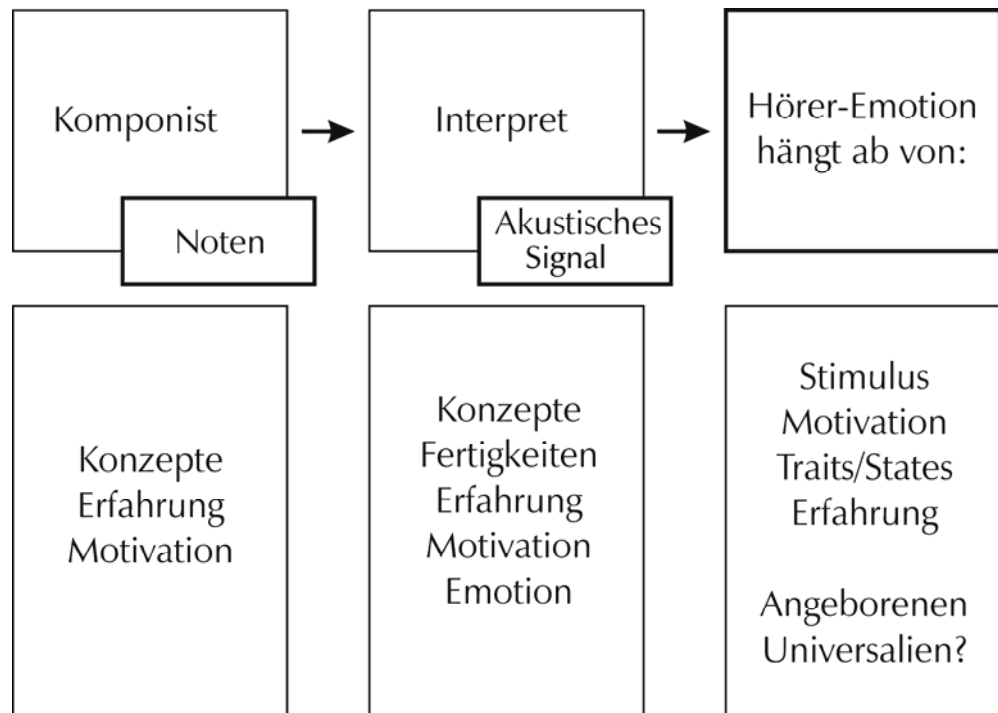 Komponist
Noten
Interpret
Akustisches
Signal
Hörer-Emotion
hängt ab von:
Konzepte
Erfahrung
Motivation
Konzepte
Fertigkeiten
Erfahrung
Motivation
Emotion
Stimulus
Motivation
Traits/States
Erfahrung
Angeborenen
Universalien?